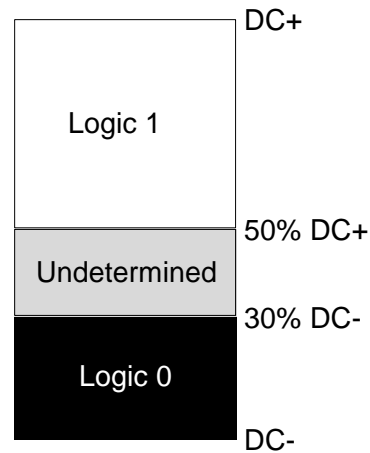 DC+
Logic 1
50% DC+
Undetermined
30% DC-
Logic 0
DC-